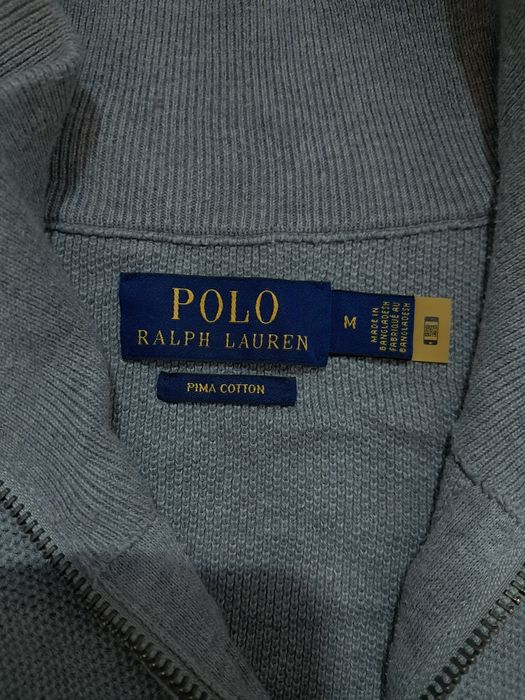 POLO
RALPH LAUREN
M
MADE IN
BANGLADESH
FABRIQUÉ AU
BANGLADESH
PIMA COTTON